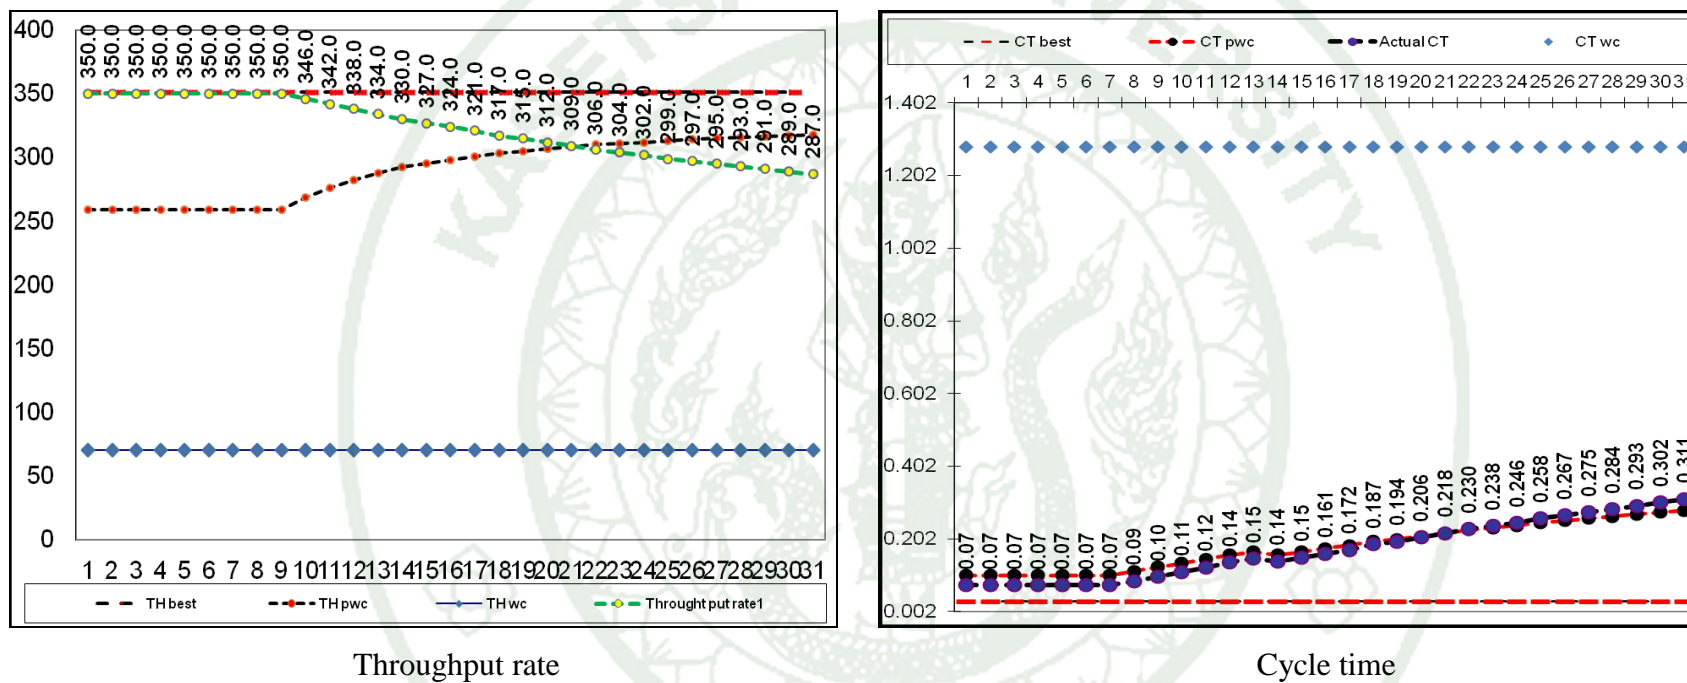 400
350
300
250
200
150
100
50
0
350.0 350.0 350.0 350.0 350.0 350.0 350.0 350.0 350.0 346.0 342.0 338.0 334.0 330.0 327.0 324.0 321.0 317.0 315.0 312.0 309.0 306.0 304.0 302.0 299.0 297.0 295.0 293.0 291.0 289.0 287.0
1 2 3 4 5 6 7 8 9 10 11 12 13 14 15 16 17 18 19 20 21 22 23 24 25 26 27 28 29 30 31
TH best TH pwc TH wc Throught put rate1
Throughput rate
CT best CT pwc Actual CT CT wc
1 2 3 4 5 6 7 8 9 10 11 12 13 14 15 16 17 18 19 20 21 22 23 24 25 26 27 28 29 30 31
1.402
1.202
1.002
0.802
0.602
0.402
0.202
0.002
0.07 0.07 0.07 0.07 0.07 0.07 0.07 0.09 0.10 0.11 0.12 0.14 0.15 0.14 0.15 0.161 0.172 0.187 0.194 0.206 0.218 0.230 0.238 0.246 0.258 0.267 0.275 0.284 0.293 0.302 0.311
Cycle time